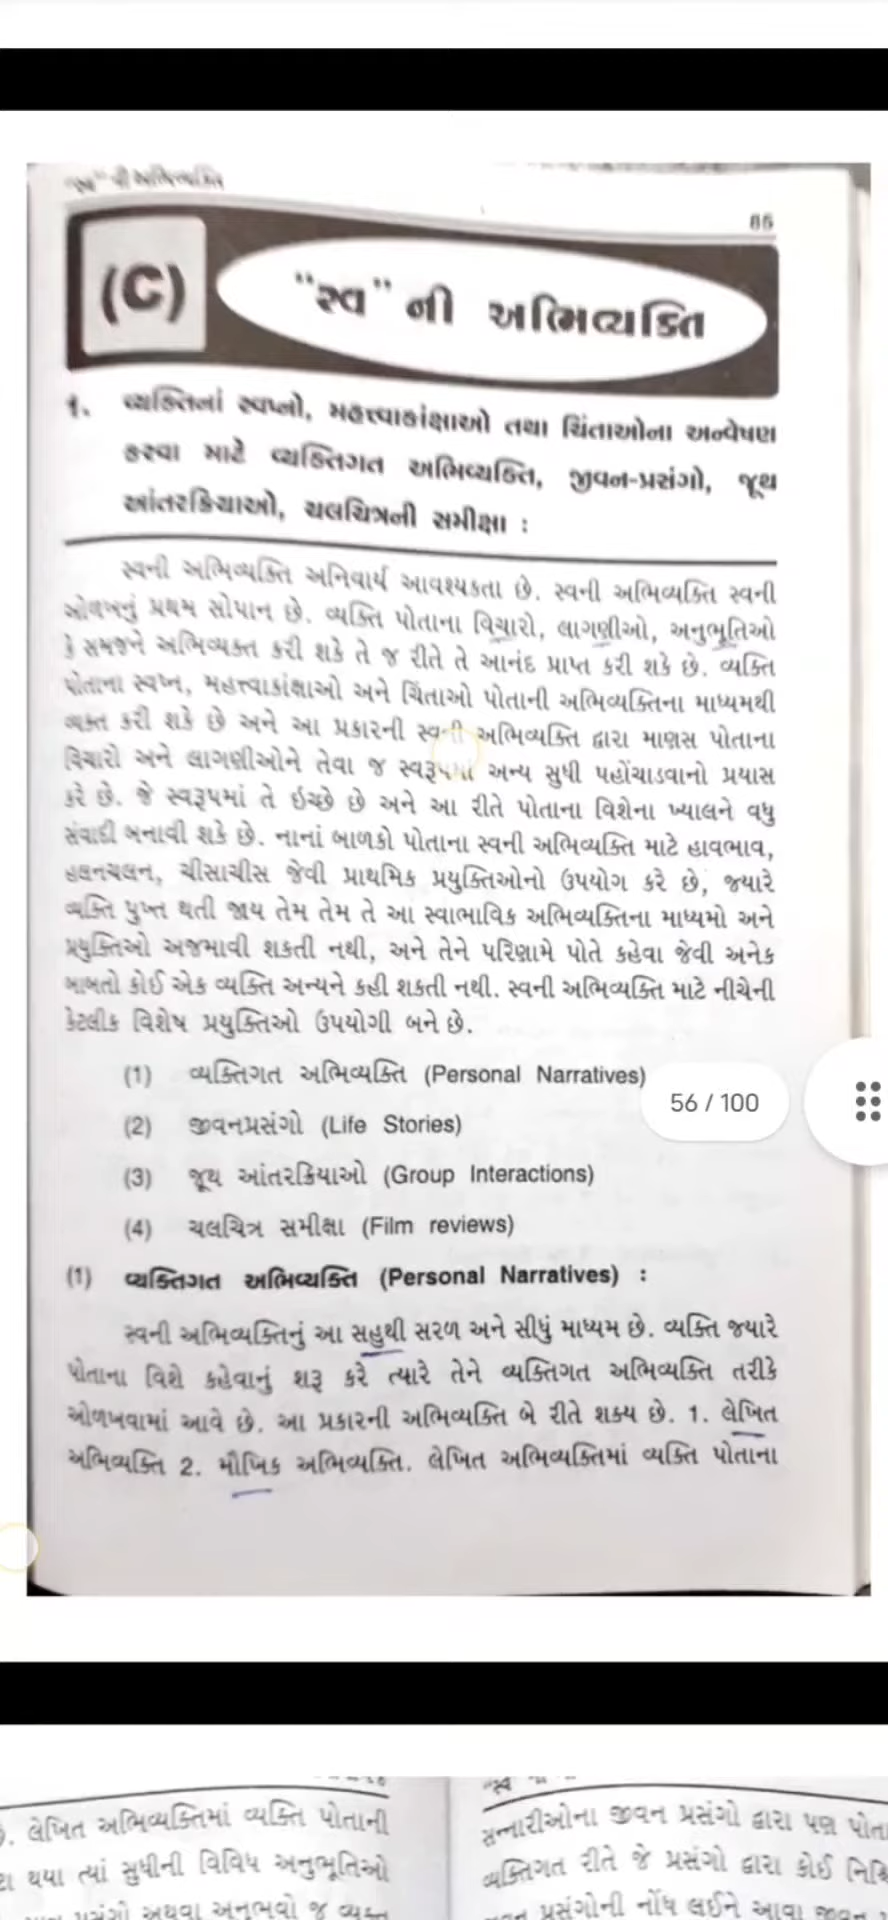 "સ્વ" ની અભિવ્યક્તિ
85
(C)
"સ્વ" ની અભિવ્યક્તિ
1. વ્યક્તિનાં સ્વપ્નો, મહત્ત્વાકાંક્ષાઓ તથા ચિંતાઓના અન્વેષણ
કરવા માટે વ્યક્તિગત અભિવ્યક્તિ, જીવન-પ્રસંગો, જૂથ
આંતરક્રિયાઓ, ચલચિત્રની સમીક્ષા :
સ્વની અભિવ્યક્તિ અનિવાર્ય આવશ્યકતા છે. સ્વની અભિવ્યક્તિ સ્વની
ઓળખનું પ્રથમ સોપાન છે. વ્યક્તિ પોતાના વિચારો, લાગણીઓ, અનુભૂતિઓ
કે સમજને અભિવ્યક્ત કરી શકે તે જ રીતે તે આનંદ પ્રાપ્ત કરી શકે છે. વ્યક્તિ
પોતાના સ્વપ્ન, મહત્ત્વાકાંક્ષાઓ અને ચિંતાઓ પોતાની અભિવ્યક્તિના માધ્યમથી
વ્યક્ત કરી શકે છે અને આ પ્રકારની સ્વની અભિવ્યક્તિ દ્વારા માણસ પોતાના
વિચારો અને લાગણીઓને તેવા જ સ્વરૂપમાં અન્ય સુધી પહોંચાડવાનો પ્રયાસ
કરે છે. જે સ્વરૂપમાં તે ઇચ્છે છે અને આ રીતે પોતાના વિશેના ખ્યાલને વધુ
સંવાદી બનાવી શકે છે. નાનાં બાળકો પોતાના સ્વની અભિવ્યક્તિ માટે હાવભાવ,
હલનચલન, ચીસાચીસ જેવી પ્રાથમિક પ્રયુક્તિઓનો ઉપયોગ કરે છે, જ્યારે
વ્યક્તિ પુખ્ત થતી જાય તેમ તેમ તે આ સ્વાભાવિક અભિવ્યક્તિના માધ્યમો અને
પ્રયુક્તિઓ અજમાવી શકતી નથી, અને તેને પરિણામે પોતે કહેવા જેવી અનેક
બાબતો કોઈ એક વ્યક્તિ અન્યને કહી શકતી નથી. સ્વની અભિવ્યક્તિ માટે નીચેની
કેટલીક વિશેષ પ્રયુક્તિઓ ઉપયોગી બને છે.
(1) વ્યક્તિગત અભિવ્યક્તિ (Personal Narratives)
56 / 100
(2) જીવનપ્રસંગો (Life Stories)
(3) જૂથ આંતરક્રિયાઓ (Group Interactions)
(4) ચલચિત્ર સમીક્ષા (Film reviews)
(1) વ્યક્તિગત અભિવ્યક્તિ (Personal Narratives) :
સ્વની અભિવ્યક્તિનું આ સહુથી સરળ અને સીધું માધ્યમ છે. વ્યક્તિ જ્યારે
પોતાના વિશે કહેવાનું શરૂ કરે ત્યારે તેને વ્યક્તિગત અભિવ્યક્તિ તરીકે
ઓળખવામાં આવે છે. આ પ્રકારની અભિવ્યક્તિ બે રીતે શક્ય છે. 1. લેખિત
અભિવ્યક્તિ 2. મૌખિક અભિવ્યક્તિ. લેખિત અભિવ્યક્તિમાં વ્યક્તિ પોતાના
લેખિત અભિવ્યક્તિમાં વ્યક્તિ પોતાની
થયા ત્યાં સુધીની વિવિધ અનુભૂતિઓ
અથવા અનુભવો જ વ્યક્ત
સન્નારીઓના જીવન પ્રસંગો દ્વારા પણ
વ્યક્તિગત રીતે જે પ્રસંગો દ્વારા કોઈ
પ્રસંગોની નોંધ લઈને આવા